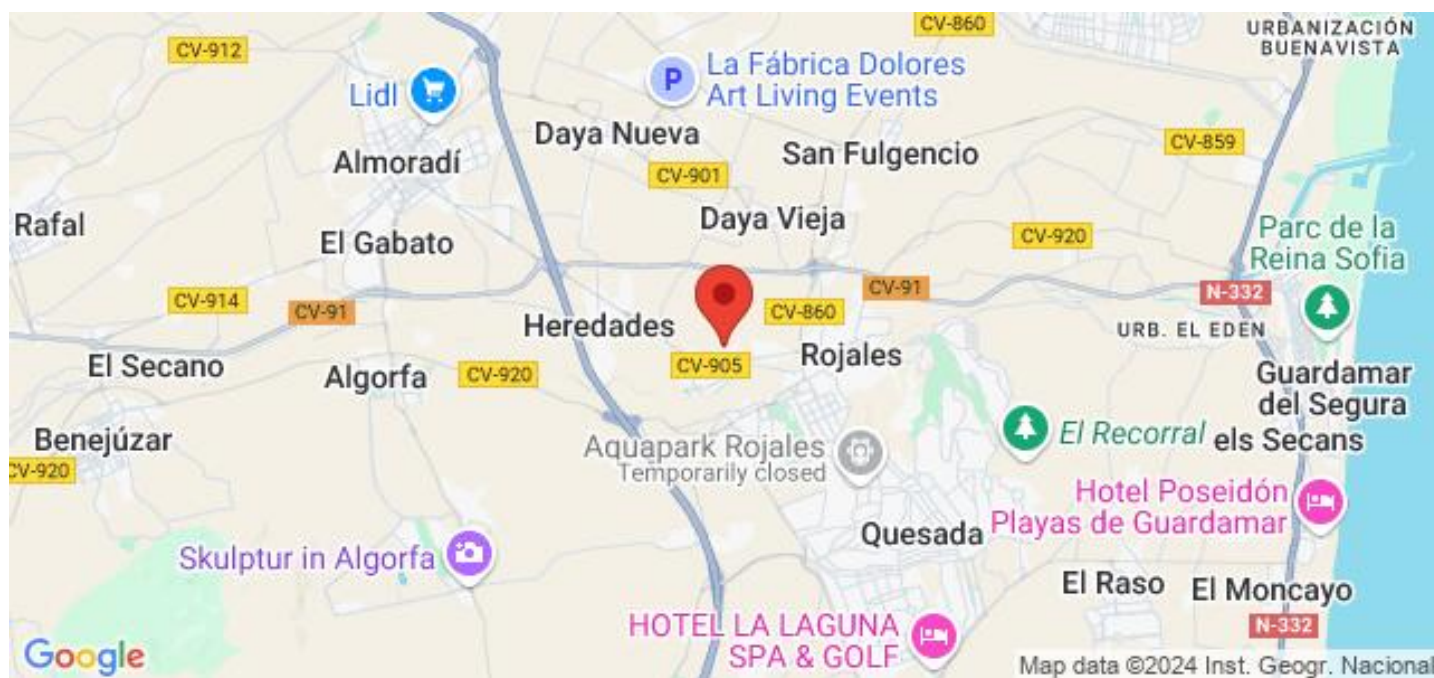 CV-860
URBANIZACIÓN
BUENAVISTA
CV-912
La Fábrica Dolores
Art Living Events
P
Lidl
Daya Nueva
CV-859
San Fulgencio
Almoradí
CV-901
Rafal
Daya Vieja
Parc de la
Reina Sofia
El Gabato
CV-920
CV-914
CV-91
CV-91
N-332
CV-860
Heredades
URB. EL EDEN
Rojales
El Secano
CV-905
Algorfa
CV-920
Guardamar
del Segura
Benejúzar
El Recorral
els Secans
Aquapark Rojales
Temporarily closed
CV-920
Hotel Poseidón
Playas de Guardamar
Quesada
Skulptur in Algorfa
El Raso
El Moncayo
HOTEL LA LAGUNA
SPA & GOLF
N-332
Google
Map data ©2024 Inst. Geogr. Nacional